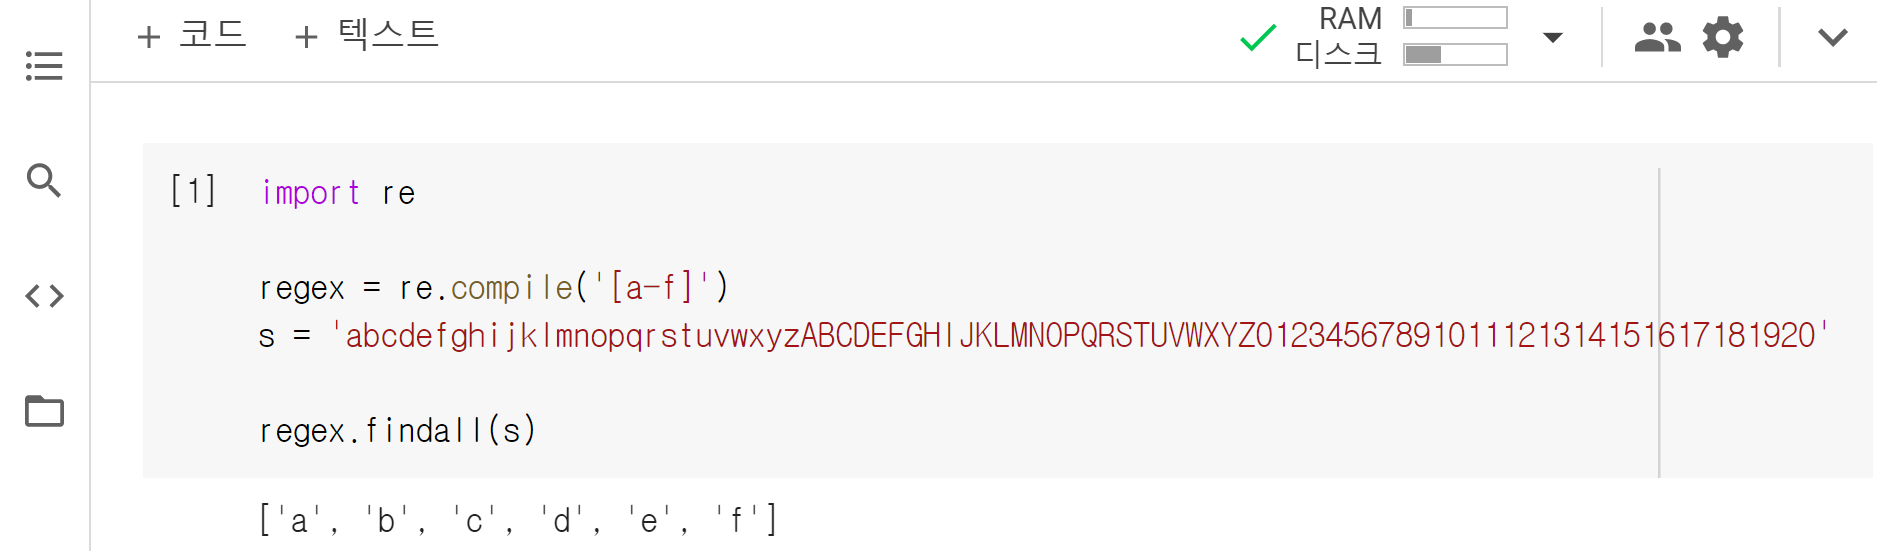 + 코드 + 텍스트
RAM
디스크
[1] import re
regex = re.compile('[a-f]')
s = 'abcdefghijklmnopqrstuvwxyzABCDEFGHIJKLMNOPQRSTUVWXYZ01234567891011121314151617181920'
regex.findall(s)
['a', 'b', 'c', 'd', 'e', 'f']